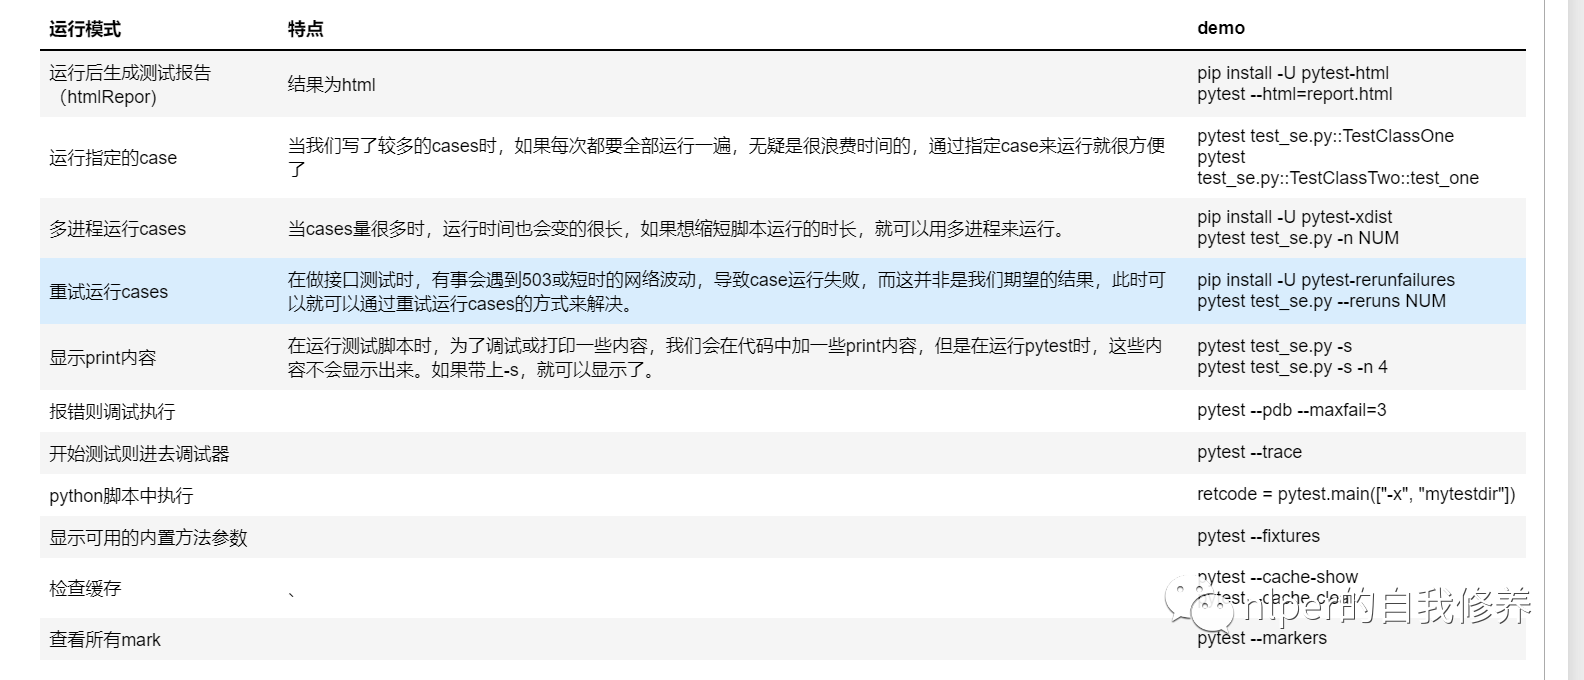 运行模式 特点 demo
运行后生成测试报告
（htmlRepor)
结果为html
pip install -U pytest-html
pytest --html=report.html
运行指定的case
当我们写了较多的cases时，如果每次都要全部运行一遍，无疑是很浪费时间的，通过指定case来运行就很方便
了
pytest test_se.py::TestClassOne
pytest
test_se.py::TestClassTwo::test_one
多进程运行cases
当cases量很多时，运行时间也会变的很长，如果想缩短脚本运行的时长，就可以用多进程来运行。
pip install -U pytest-xdist
pytest test_se.py -n NUM
重试运行cases
在做接口测试时，有事会遇到503或短时的网络波动，导致case运行失败，而这并非是我们期望的结果，此时可
以就可以通过重试运行cases的方式来解决。
pip install -U pytest-rerunfailures
pytest test_se.py --reruns NUM
显示print内容
在运行测试脚本时，为了调试或打印一些内容，我们会在代码中加一些print内容，但是在运行pytest时，这些内
容不会显示出来。如果带上-s，就可以显示了。
pytest test_se.py -s
pytest test_se.py -s -n 4
报错则调试执行 pytest --pdb --maxfail=3
开始测试则进去调试器 pytest --trace
python脚本中执行 retcode = pytest.main(["-x", "mytestdir"])
显示可用的内置方法参数 pytest --fixtures
检查缓存
、
pytest --cache-show
pytest --cache-clear
nlper的自我修养
查看所有mark pytest --markers